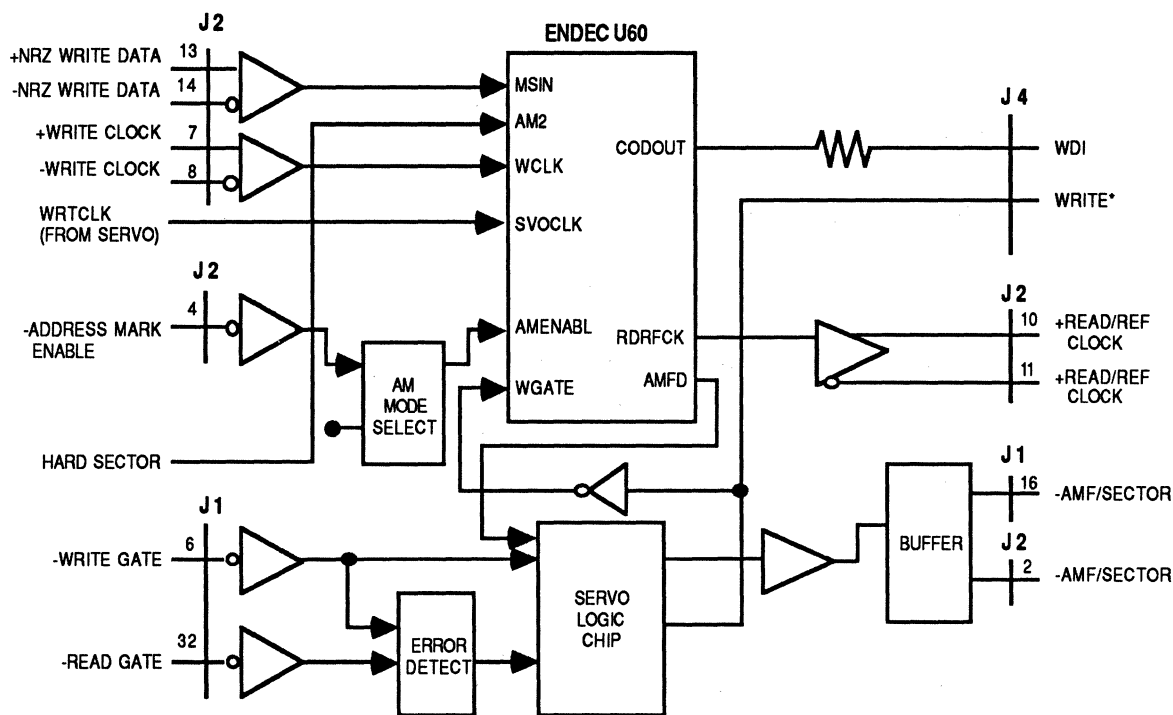 J2
ENDEC U60
+NRZ WRITE DATA
13
-NRZ WRITE DATA
14
+WRITE CLOCK
7
-WRITE CLOCK
8
WRTCLK
(FROM SERVO)
J2
4
-ADDRESS MARK
ENABLE
HARD SECTOR
AM
MODE
SELECT
MSIN
AM2
WCLK
SVOCLK
AMENABL
WGATE
CODOUT
RDRFCK
AMFD
J4
WDI
WRITE*
J2
10
+READ/REF
CLOCK
11
+READ/REF
CLOCK
J1
6
-WRITE GATE
32
-READ GATE
ERROR
DETECT
SERVO
LOGIC
CHIP
BUFFER
J1
16
-AMF/SECTOR
J2
2
-AMF/SECTOR